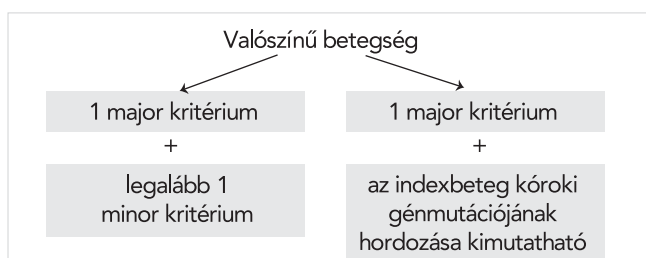 Valószínű betegség
1 major kritérium
+
legalább 1
minor kritérium
1 major kritérium
+
az indexbeteg kóroki
génmutációjának
hordozása kimutatható